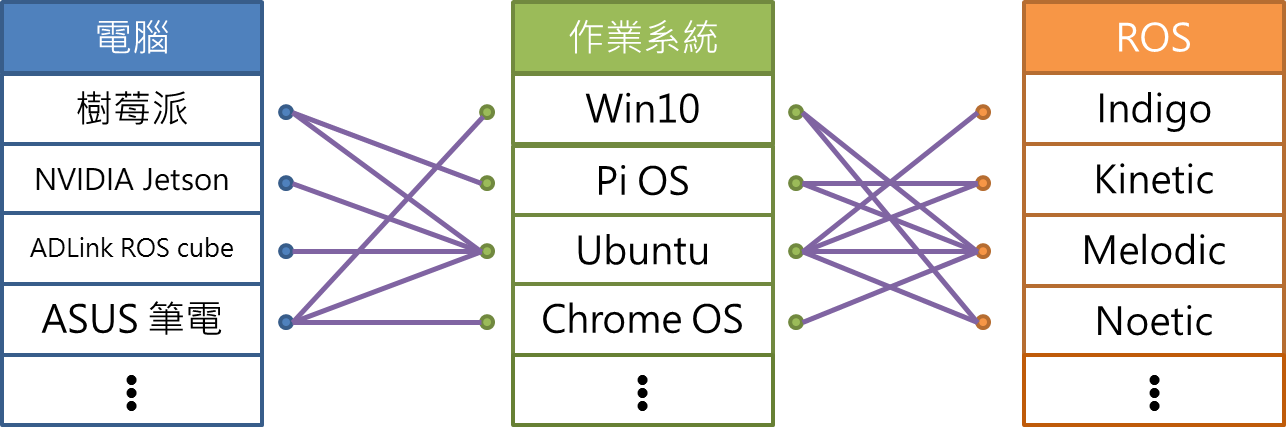 電腦
樹莓派
NVIDIA Jetson
ADLink ROS cube
ASUS 筆電
作業系統
Win10
Pi OS
Ubuntu
Chrome OS
ROS
Indigo
Kinetic
Melodic
Noetic